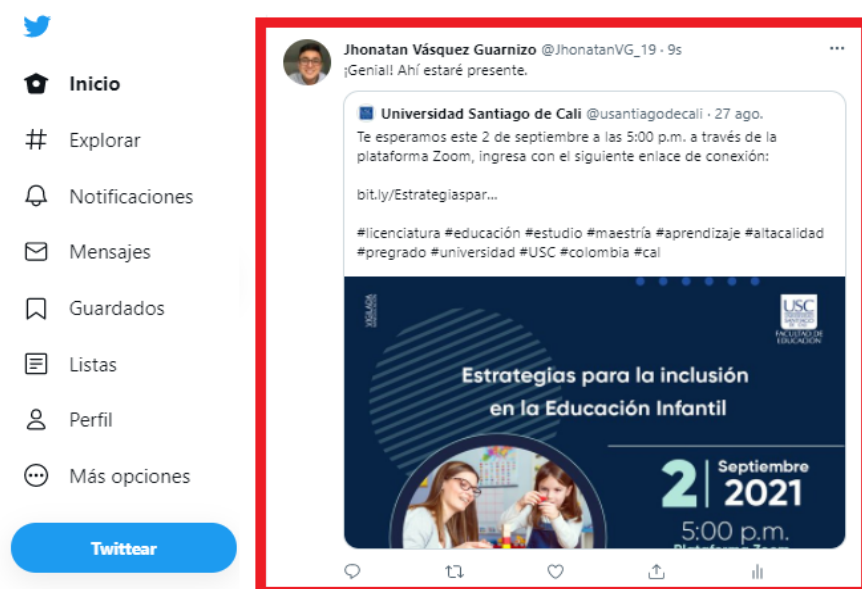 Inicio
Explorar
Notificaciones
Mensajes
Guardados
Listas
Perfil
Más opciones
Twittear
Jhonatan Vásquez Guarnizo @JhonatanVG_19 · 9s
¡Genial! Ahí estaré presente.
Universidad Santiago de Cali @usantiagodecali · 27 ago.
Te esperamos este 2 de septiembre a las 5:00 p.m. a través de la
plataforma Zoom, ingresa con el siguiente enlace de conexión:
bit.ly/Estrategiaspar...
#licenciatura #educación #estudio #maestría #aprendizaje #altacalidad
#pregrado #universidad #USC #colombia #cal
VIGILADA
USC
FACULTAD DE
EDUCACIÓN
Estrategias para la inclusión
en la Educación Infantil
2
Septiembre
2021
5:00 p.m.
Plataforma Zoom